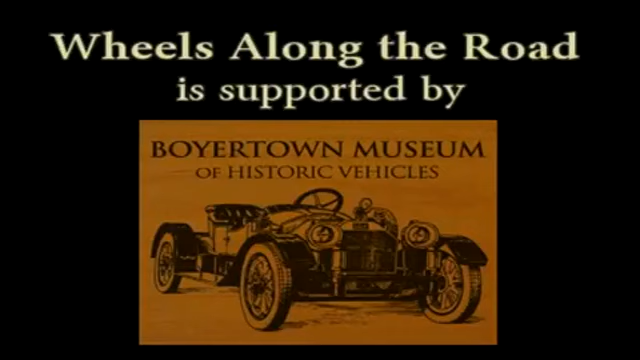 Wheels Along the Road
is supported by
BOYERTOWN MUSEUM
OF HISTORIC VEHICLES